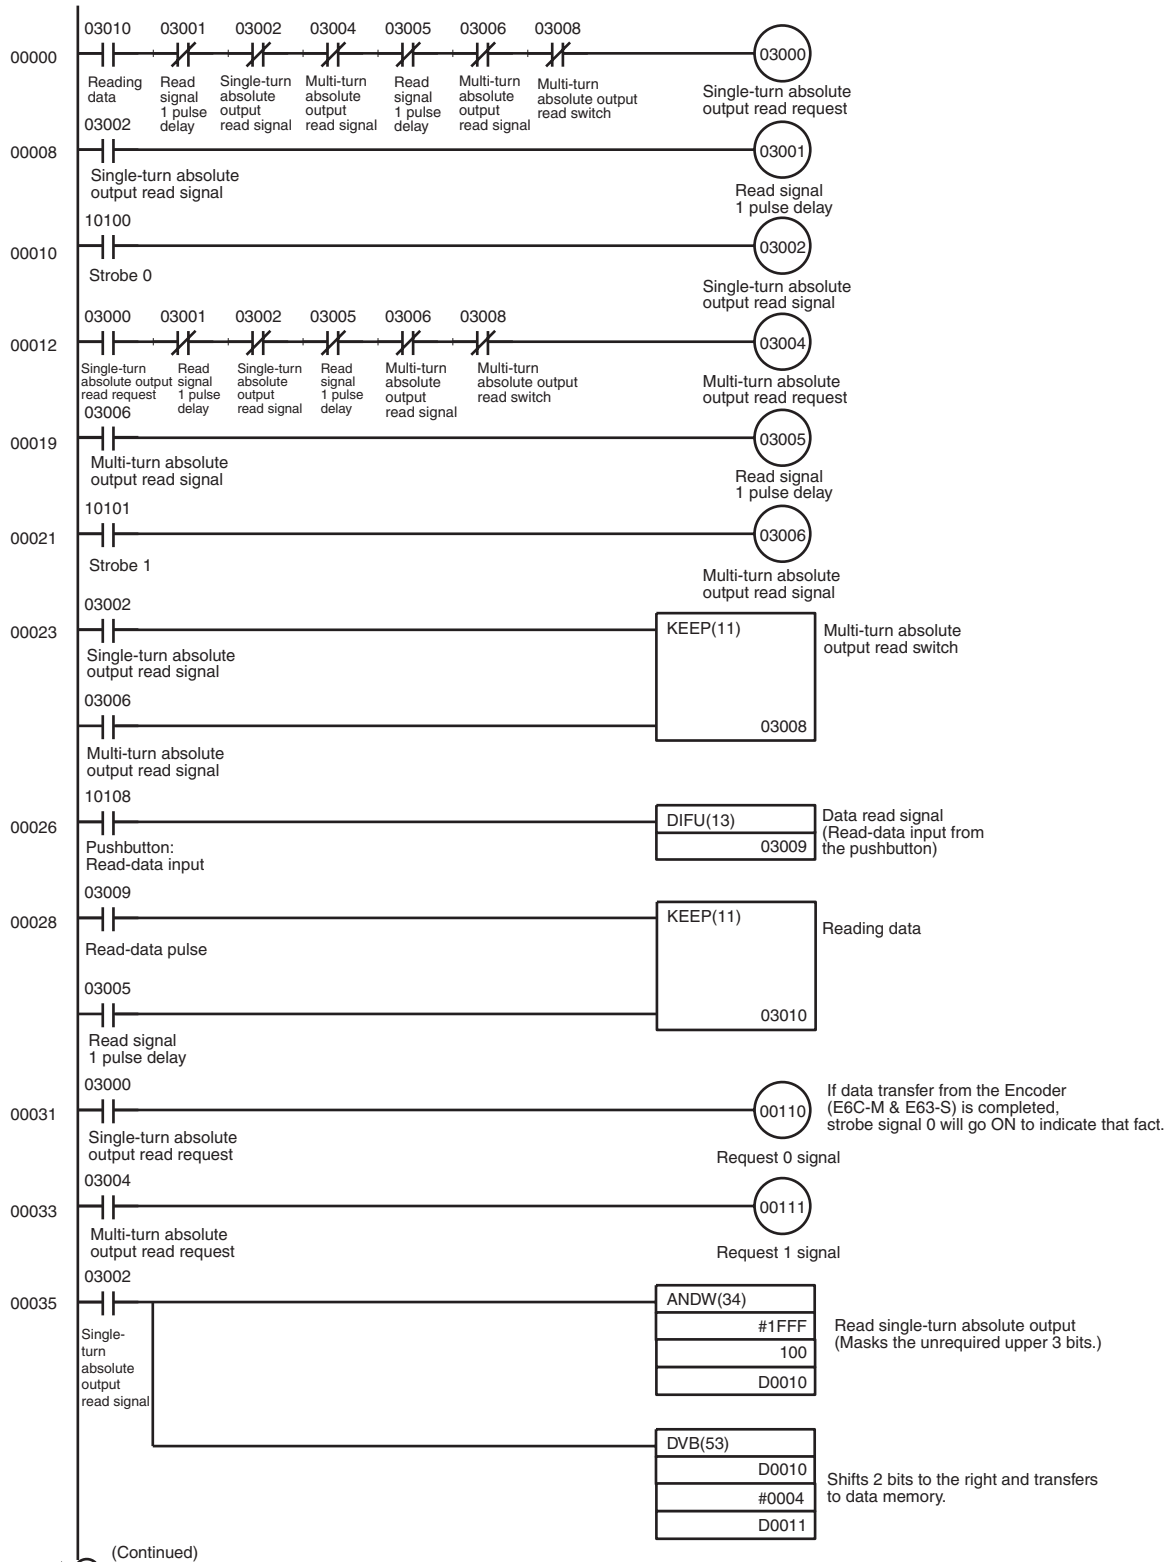 03010 03001 03002 03004 03005 03006 03008
00000
03000
Reading
data
Read
signal
1 pulse
delay
Single-turn
absolute
output
read signal
Multi-turn
absolute
output
read signal
Read
signal
1 pulse
delay
Multi-turn
absolute
output
read signal
Multi-turn
absolute output
read switch
Single-turn absolute
output read request
03002
00008
03001
Single-turn absolute
output read signal
Read signal
1 pulse delay
10100
00010
03002
Strobe 0
Single-turn absolute
output read signal
03000 03001 03002 03005 03006 03008
00012
03004
Single-turn
absolute output
read request
Read
signal
1 pulse
delay
Single-turn
absolute
output
read signal
Read
signal
1 pulse
delay
Multi-turn
absolute
output
read signal
Multi-turn
absolute output
read switch
Multi-turn absolute
output read request
03006
00019
03005
Multi-turn absolute
output read signal
Read signal
1 pulse delay
10101
00021
03006
Strobe 1
Multi-turn absolute
output read signal
03002
00023
KEEP(11)
Multi-turn absolute
output read switch
Single-turn absolute
output read signal
03006
03008
Multi-turn absolute
output read signal
10108
00026
DIFU(13)
03009
Data read signal
(Read-data input from
the pushbutton)
Pushbutton:
Read-data input
03009
00028
KEEP(11)
Reading data
Read-data pulse
03005
03010
Read signal
1 pulse delay
03000
00031
00110
If data transfer from the Encoder
(E6C-M & E63-S) is completed,
strobe signal 0 will go ON to indicate that fact.
Single-turn absolute
output read request
Request 0 signal
03004
00033
00111
Multi-turn absolute
output read request
Request 1 signal
03002
00035
ANDW(34)
#1FFF
100
D0010
Read single-turn absolute output
(Masks the unrequired upper 3 bits.)
Single-
turn
absolute
output
read signal
DVB(53)
D0010
#0004
D0011
Shifts 2 bits to the right and transfers
to data memory.
(Continued)